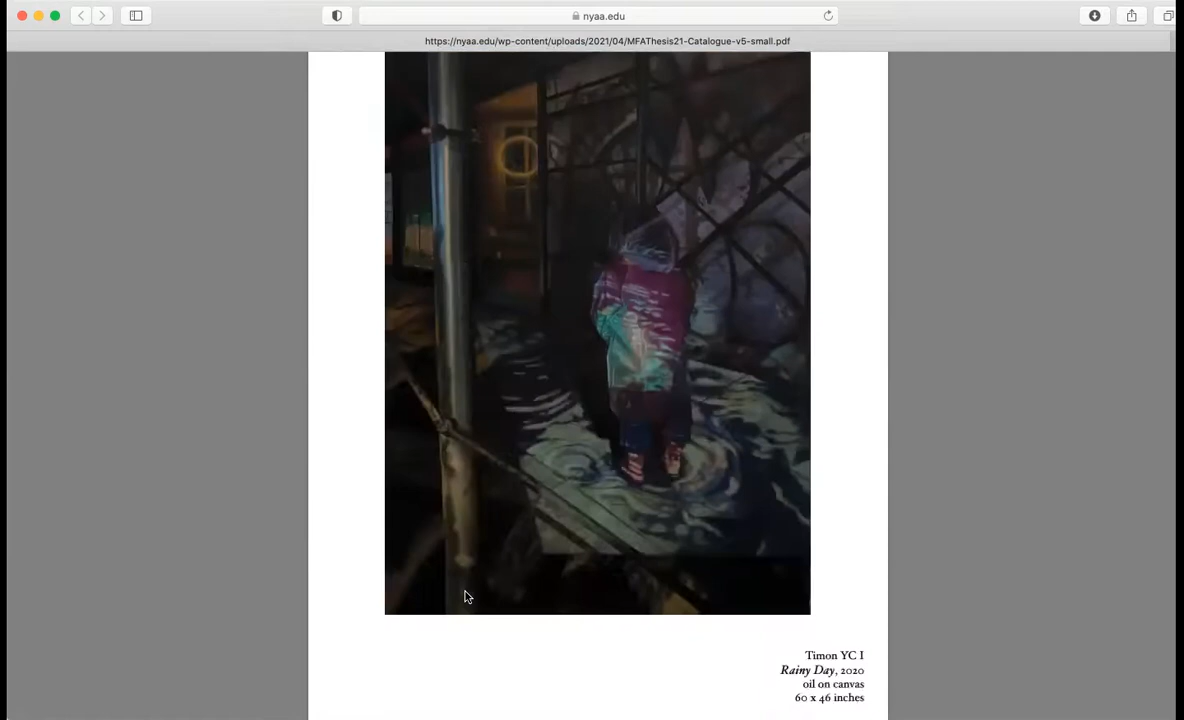 nyaa.edu
https://nyaa.edu/wp-content/uploads/2021/04/MFAThesis21-Catalogue-v5-small.pdf
Timon YC I
Rainy Day, 2020
oil on canvas
60 x 46 inches